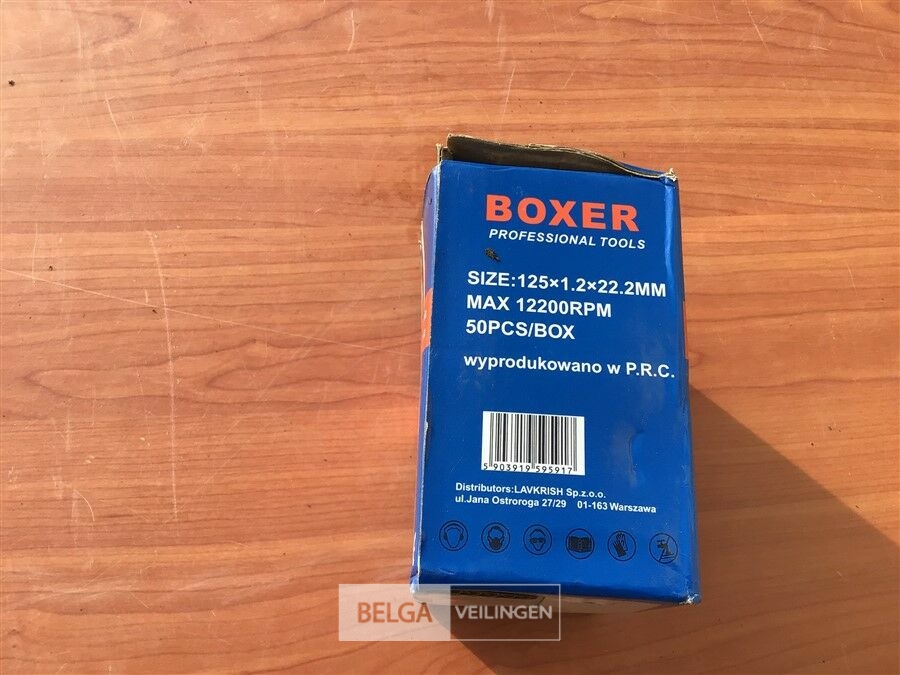 BOXER
PROFESSIONAL TOOLS
SIZE:125×1.2×22.2MM
MAX 12200RPM
50PCS/BOX
wyprodukowano w P.R.C.
5 903919 595917
Distributors:LAVKRISH Sp.z.o.o.
ul.Jana Ostroroga 27/29 01-163 Warszawa
BELGA VEILINGEN